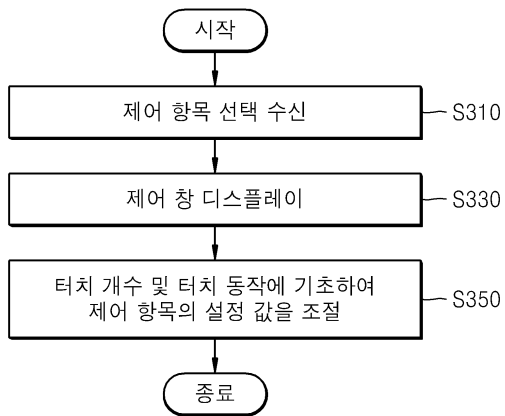 시작
제어 항목 선택 수신
S310
제어 창 디스플레이
S330
터치 개수 및 터치 동작에 기초하여
제어 항목의 설정 값을 조절
S350
종료